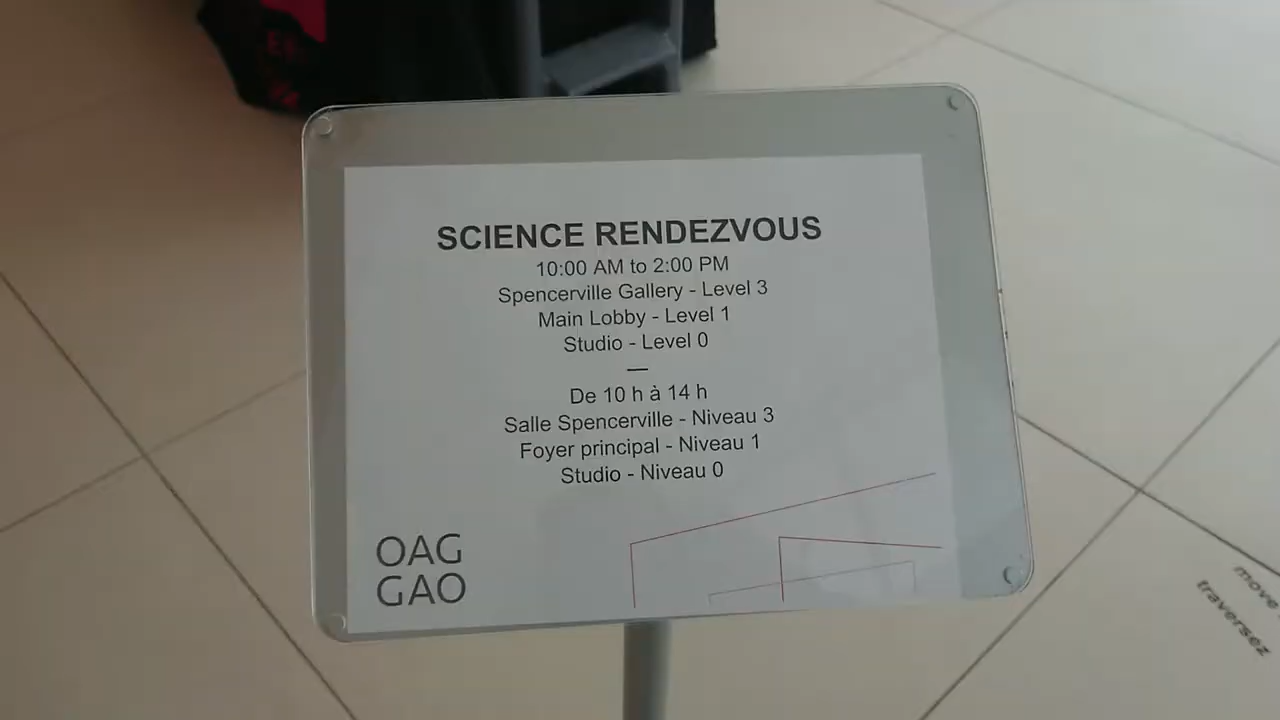 SCIENCE RENDEZVOUS
10:00 AM to 2:00 PM
Spencerville Gallery - Level 3
Main Lobby - Level 1
Studio - Level 0
—
De 10 h à 14 h
Salle Spencerville - Niveau 3
Foyer principal - Niveau 1
Studio - Niveau 0
OAG
GAO
move
traversez